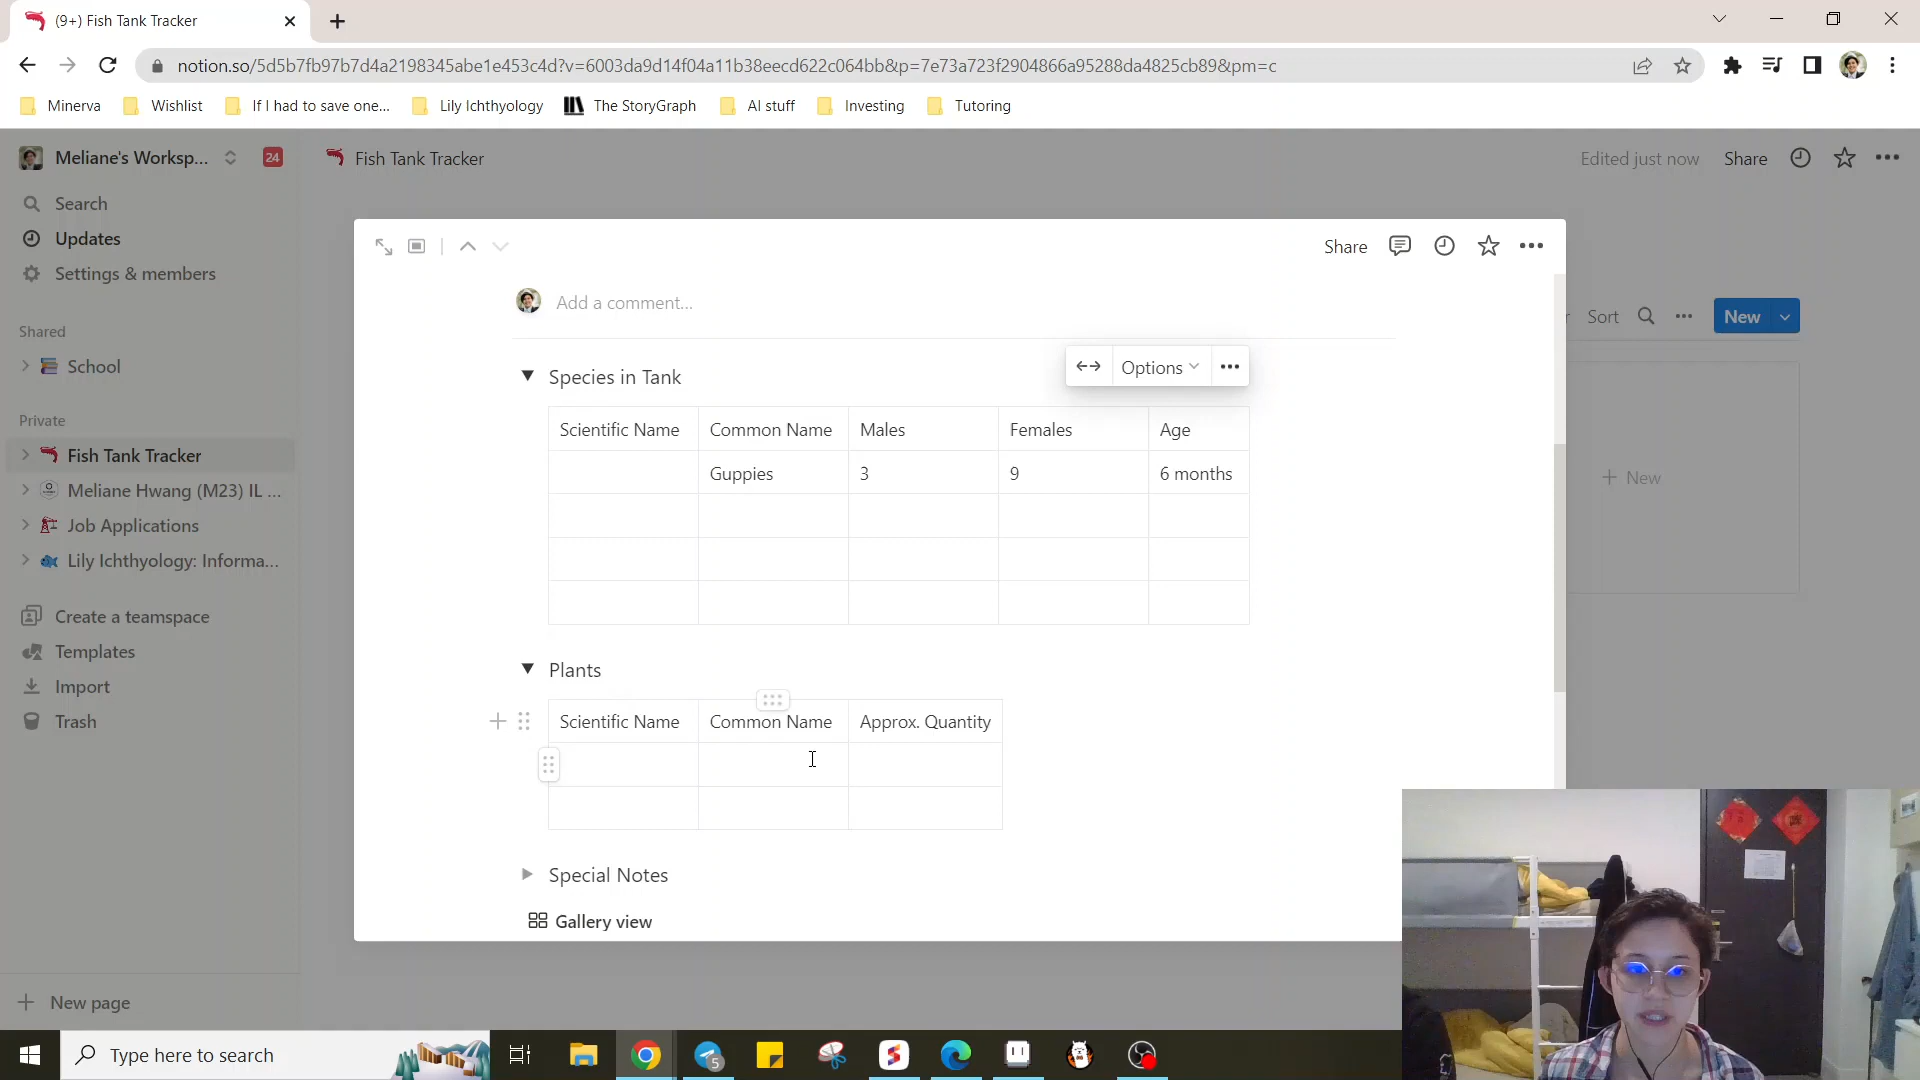 (9+) Fish Tank Tracker
notion.so/5d5b7fb97b7d4a2198345abe1e453c4d?v=6003da9d14f04a11b38eecd622c064bb&p=7e73a723f2904866a95288da4825cb89&pm=c
Minerva Wishlist If I had to save one... Lily Ichthyology The StoryGraph AI stuff Investing Tutoring
Meliane's Worksp... 24
Fish Tank Tracker Edited just now Share
Search
Updates
Settings & members
Shared
School
Private
Fish Tank Tracker
Meliane Hwang (M23) IL ...
Job Applications
Lily Ichthyology: Informa...
Create a teamspace
Templates
Import
Trash
New page
Sort New
New
Share
Add a comment...
Options
Species in Tank
Scientific Name Common Name Males Females Age
Guppies 3 9 6 months
Plants
Scientific Name Common Name Approx. Quantity
Special Notes
Gallery view
Type here to search
5